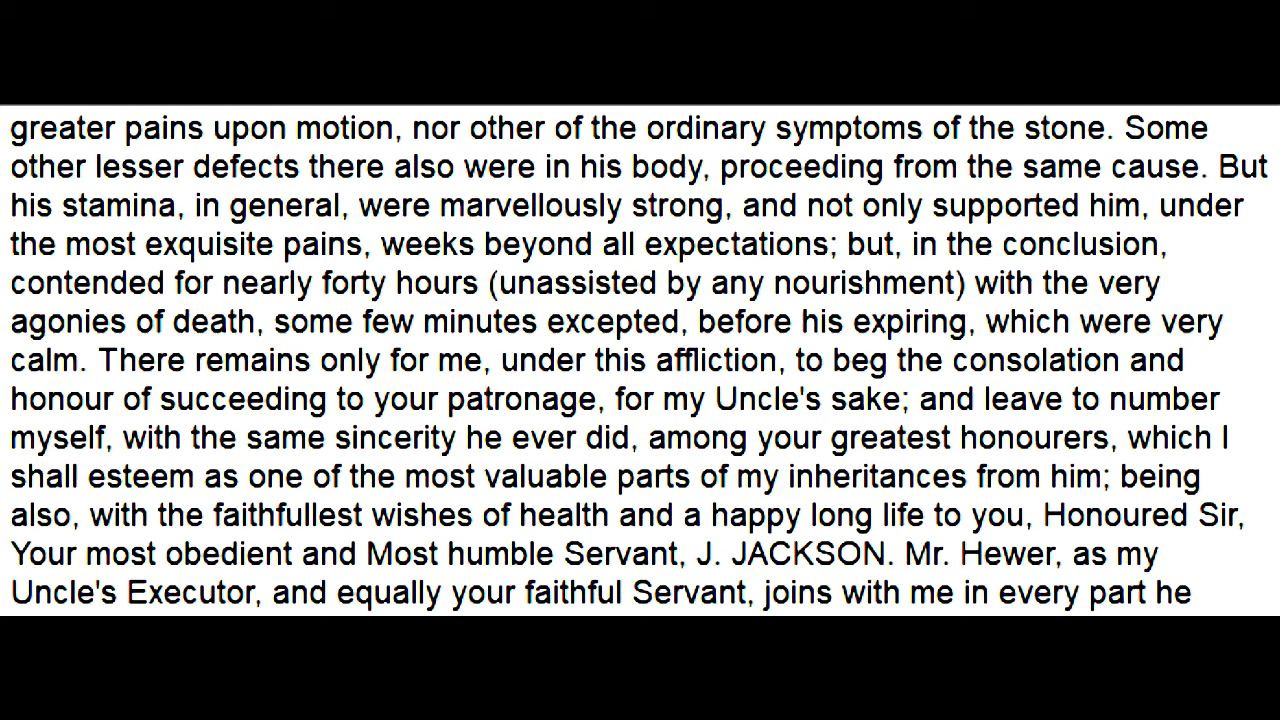 greater pains upon motion, nor other of the ordinary symptoms of the stone. Some
other lesser defects there also were in his body, proceeding from the same cause. But
his stamina, in general, were marvellously strong, and not only supported him, under
the most exquisite pains, weeks beyond all expectations; but, in the conclusion,
contended for nearly forty hours (unassisted by any nourishment) with the very
agonies of death, some few minutes excepted, before his expiring, which were very
calm. There remains only for me, under this affliction, to beg the consolation and
honour of succeeding to your patronage, for my Uncle's sake; and leave to number
myself, with the same sincerity he ever did, among your greatest honourers, which I
shall esteem as one of the most valuable parts of my inheritances from him; being
also, with the faithfullest wishes of health and a happy long life to you, Honoured Sir,
Your most obedient and Most humble Servant, J. JACKSON. Mr. Hewer, as my
Uncle's Executor, and equally your faithful Servant, joins with me in every part he